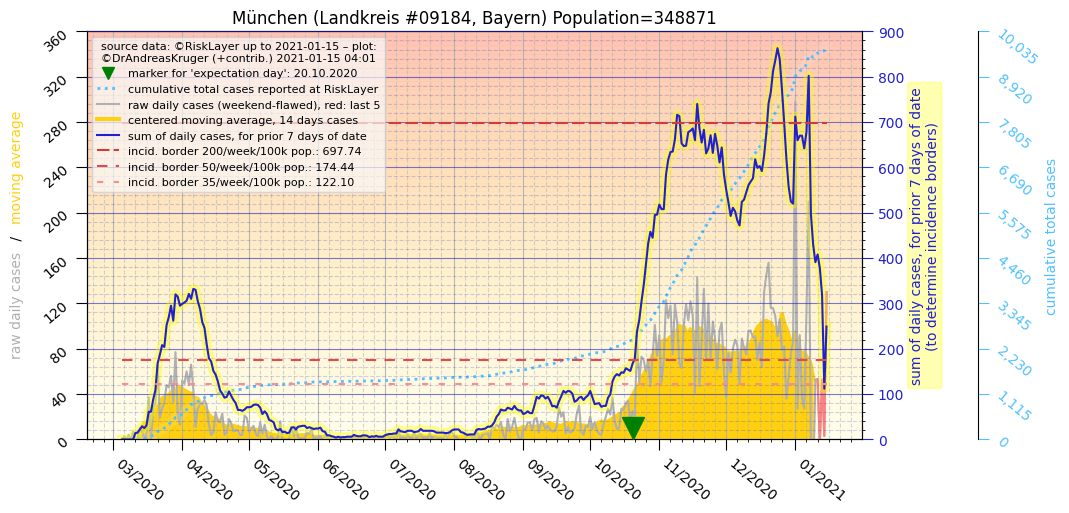 München (Landkreis #09184, Bayern) Population=348871
source data: ©RiskLayer up to 2021-01-15 – plot:
©DrAndreasKruger (+contrib.) 2021-01-15 04:01
marker for 'expectation day': 20.10.2020
cumulative total cases reported at RiskLayer
raw daily cases (weekend-flawed), red: last 5
centered moving average, 14 days cases
sum of daily cases, for prior 7 days of date
incid. border 200/week/100k pop.: 697.74
incid. border 50/week/100k pop.: 174.44
incid. border 35/week/100k pop.: 122.10
raw daily cases / moving average
360
320
280
240
200
160
120
80
40
0
03/2020
04/2020
05/2020
06/2020
07/2020
08/2020
09/2020
10/2020
11/2020
12/2020
01/2021
900
800
700
600
500
400
300
200
100
0
sum of daily cases, for prior 7 days of date
(to determine incidence borders)
10,035
8,920
7,805
6,690
5,575
4,460
3,345
2,230
1,115
0
cumulative total cases